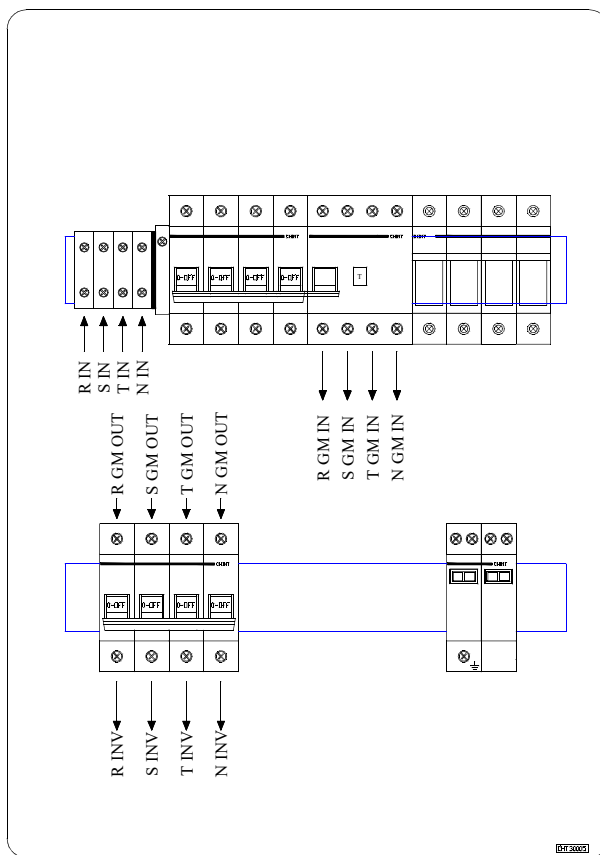 CHINT
CHINT
CHINT
0-OFF
0-OFF
0-OFF
0-OFF
T
R IN
S IN
T IN
N IN
R GM IN
S GM IN
T GM IN
N GM IN
R GM OUT
S GM OUT
T GM OUT
N GM OUT
CHINT
CHINT
0-OFF
0-OFF
0-OFF
0-OFF
R INV
S INV
T INV
N INV
CHT30005